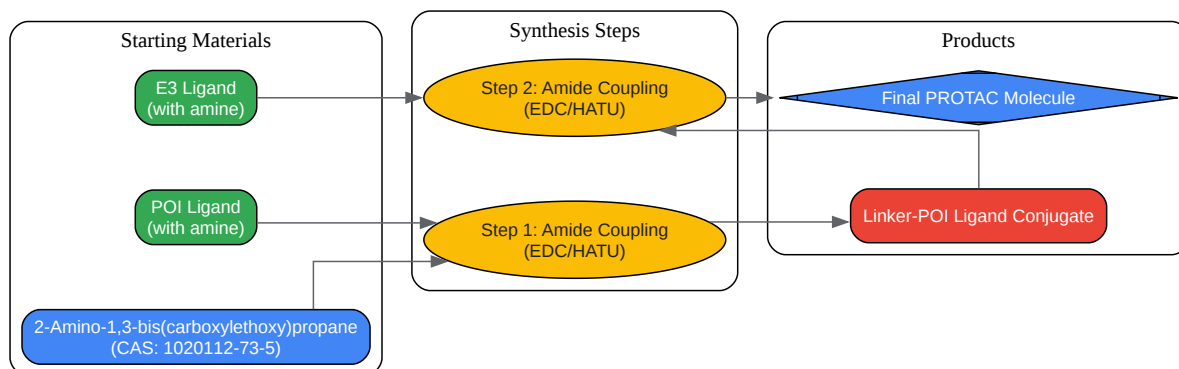 Starting Materials
E3 Ligand
(with amine)
POI Ligand
(with amine)
2-Amino-1,3-bis(carboxylethoxy)propane
(CAS: 1020112-73-5)
Synthesis Steps
Step 2: Amide Coupling
(EDC/HATU)
Step 1: Amide Coupling
(EDC/HATU)
Products
Final PROTAC Molecule
Linker-POI Ligand Conjugate